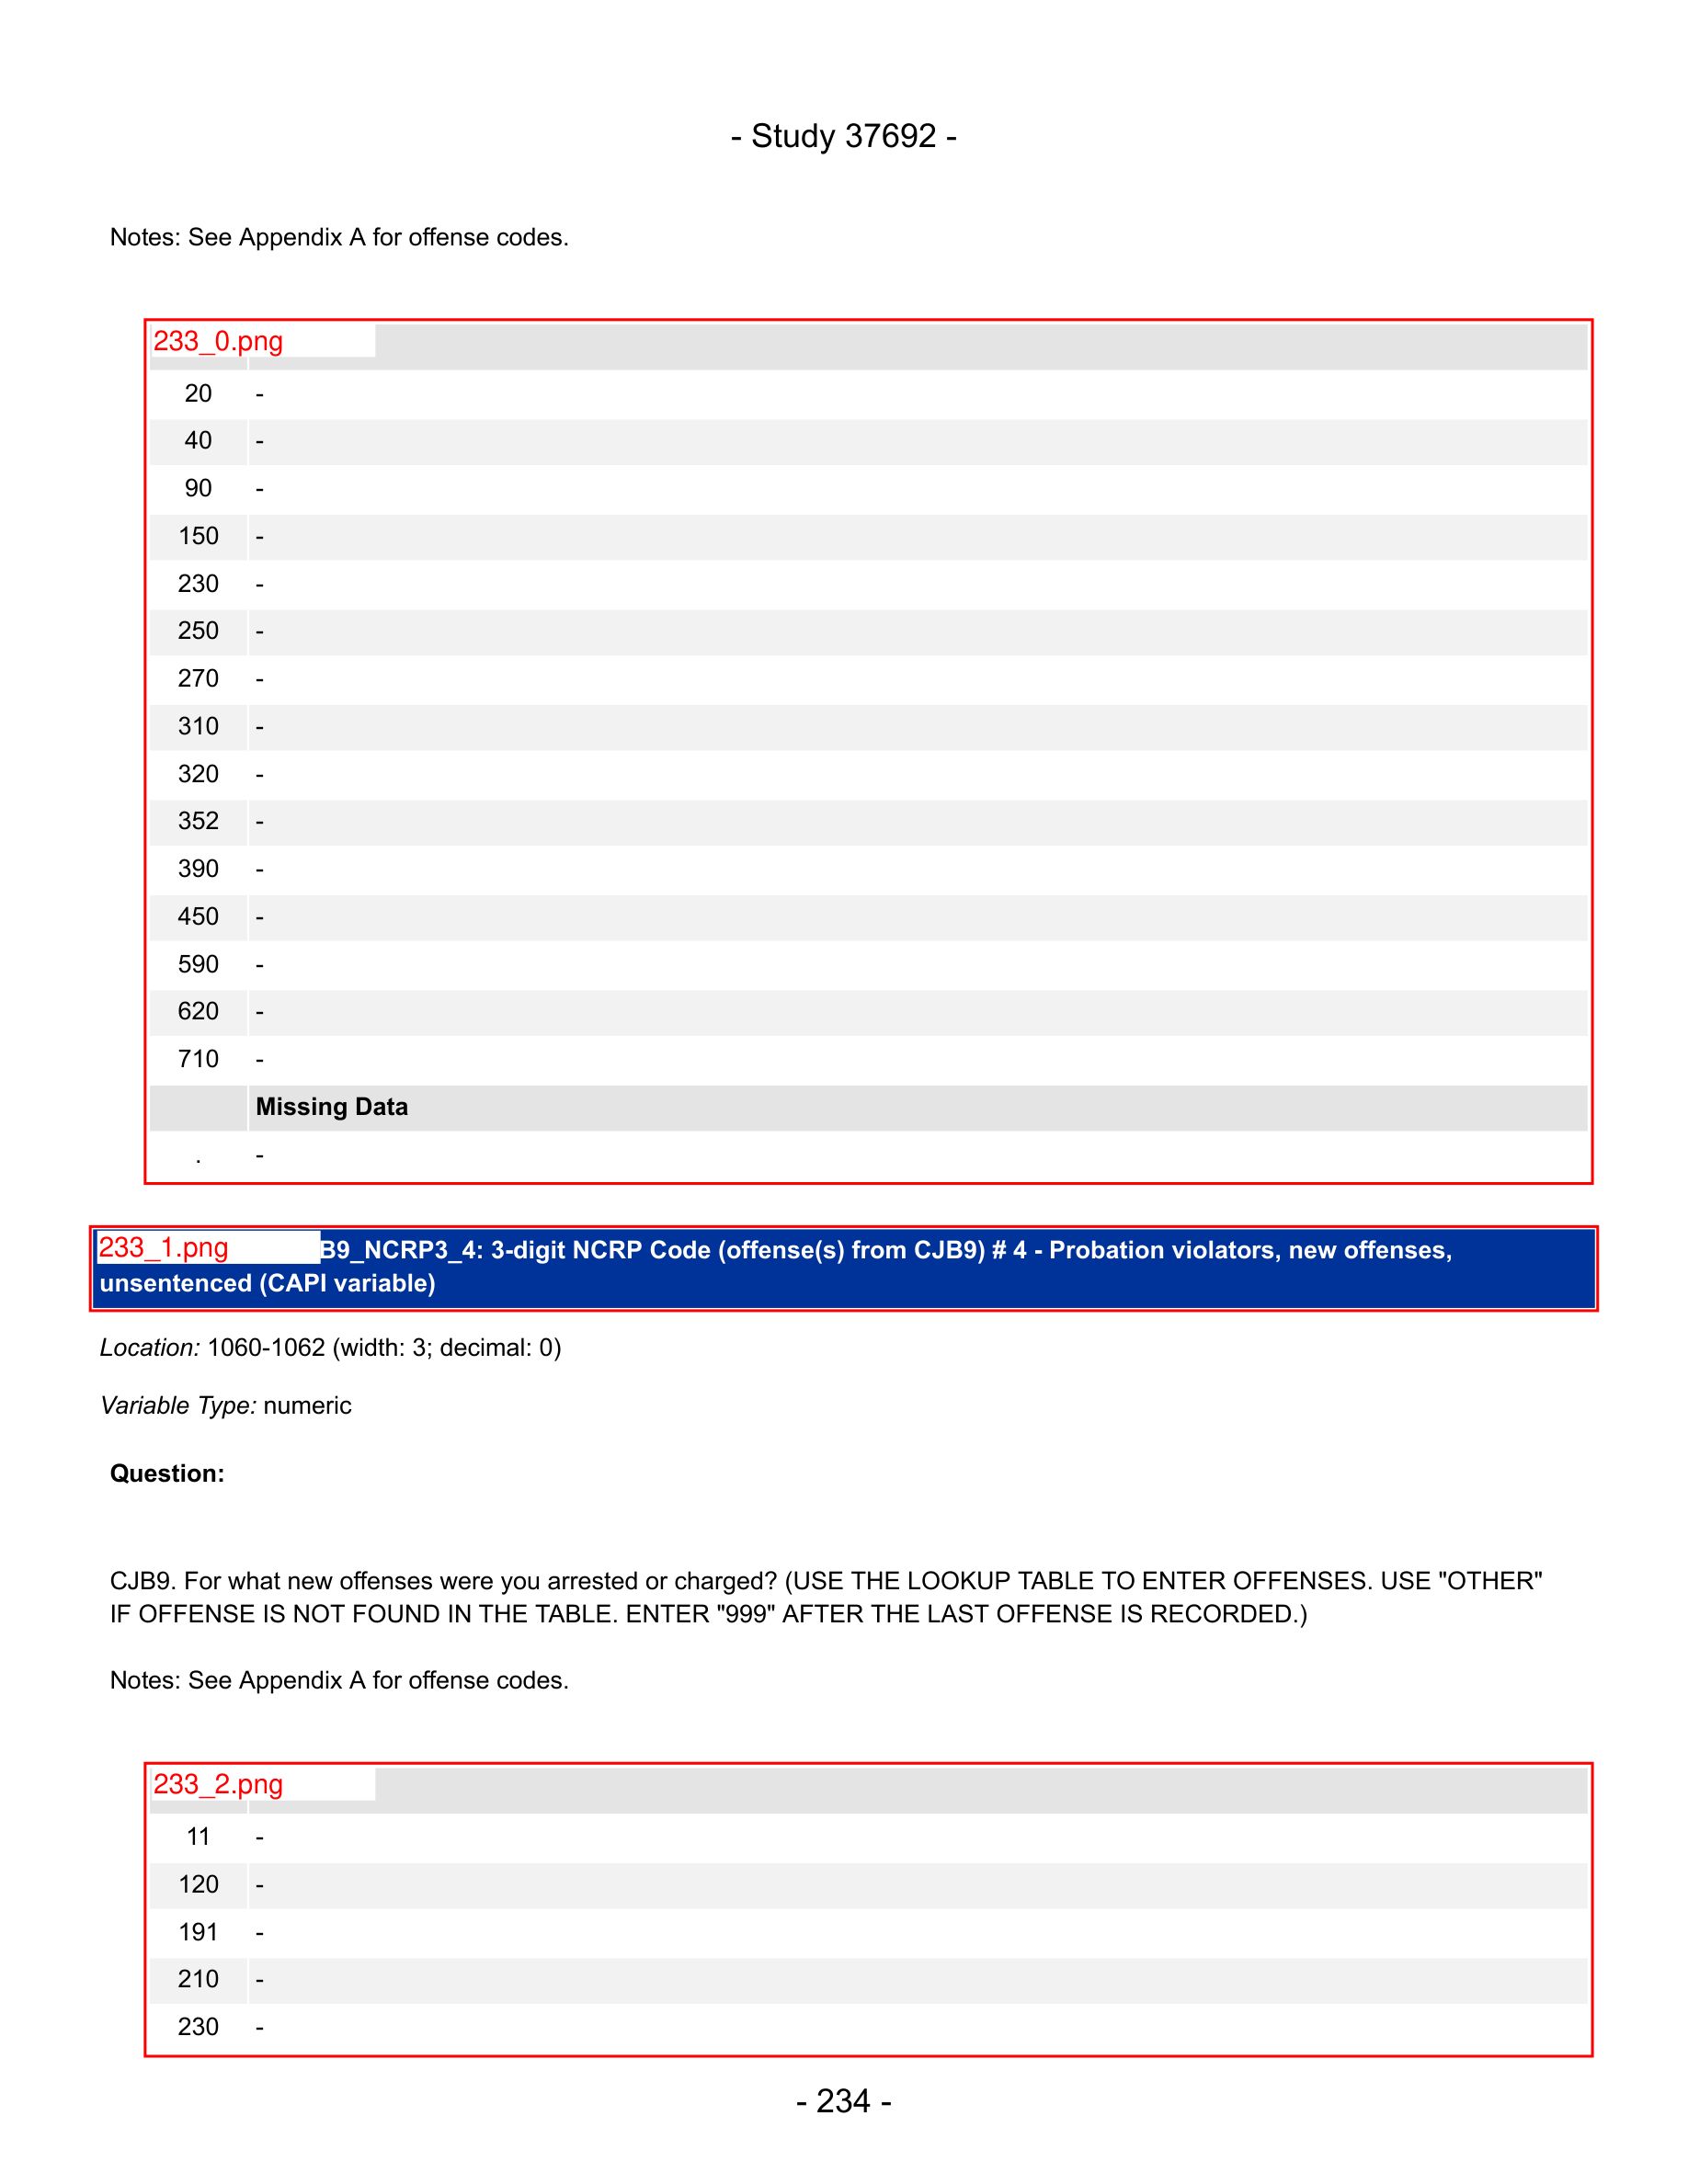 - Study 37692 -
Notes: See Appendix A for offense codes.
233_0.png
20 -
40 -
90 -
150 -
230 -
250 -
270 -
310 -
320 -
352 -
390 -
450 -
590 -
620 -
710 -
Missing Data
. -
233_1.png B9_NCRP3_4: 3-digit NCRP Code (offense(s) from CJB9) # 4 - Probation violators, new offenses,
unsentenced (CAPI variable)
Location: 1060-1062 (width: 3; decimal: 0)
Variable Type: numeric
Question:
CJB9. For what new offenses were you arrested or charged? (USE THE LOOKUP TABLE TO ENTER OFFENSES. USE "OTHER"
IF OFFENSE IS NOT FOUND IN THE TABLE. ENTER "999" AFTER THE LAST OFFENSE IS RECORDED.)
Notes: See Appendix A for offense codes.
233_2.png
11 -
120 -
191 -
210 -
230 -
- 234 -